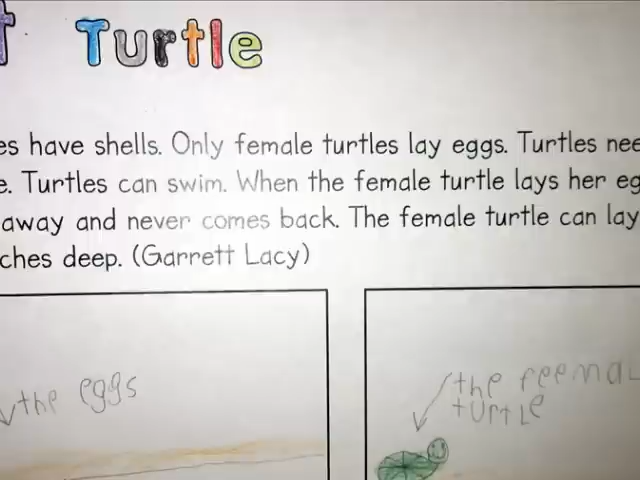 t Turtle
es have shells. Only female turtles lay eggs. Turtles nee
e. Turtles can swim. When the female turtle lays her eg
away and never comes back. The female turtle can lay
ches deep. (Garrett Lacy)
the eggs
the feemal
turtle